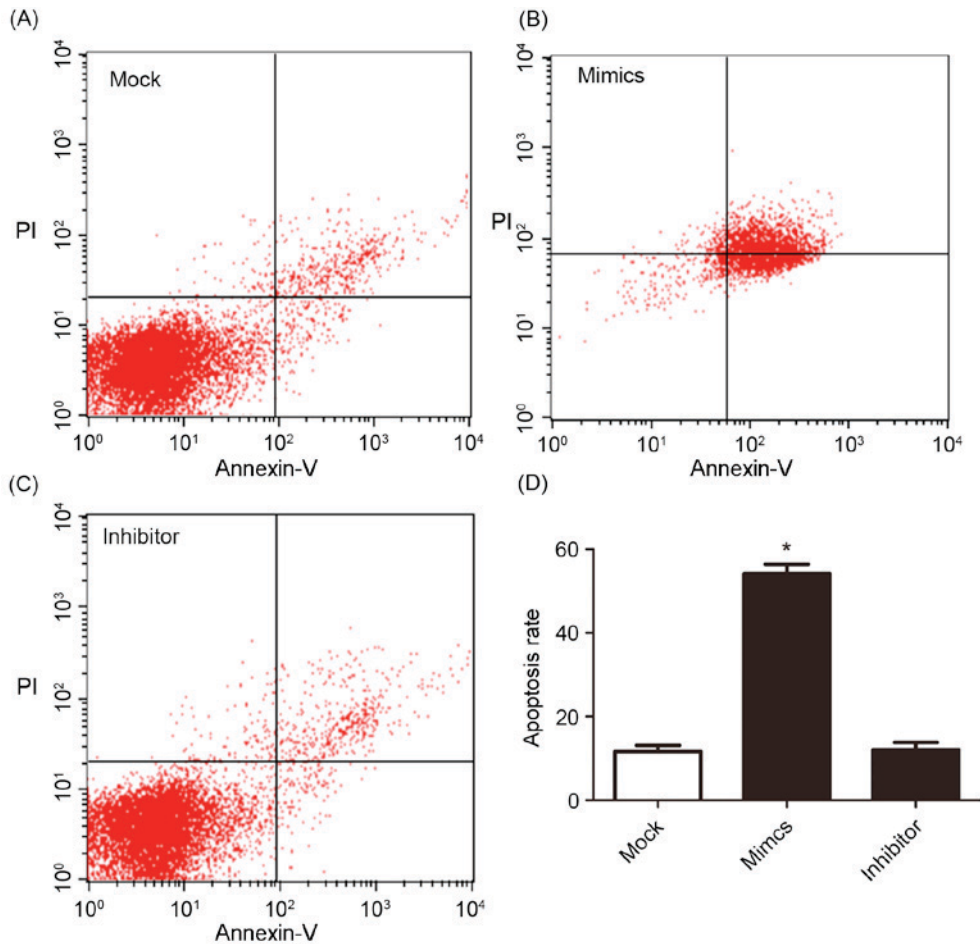 (A)
Mock
10⁴
10³
10²
10¹
10⁰
PI
10⁰ 10¹ 10² 10³ 10⁴
Annexin-V
(B)
Mimics
10⁴
10³
10²
10¹
10⁰
PI
10⁰ 10¹ 10² 10³ 10⁴
Annexin-V
(C)
Inhibitor
10⁴
10³
10²
10¹
10⁰
PI
10⁰ 10¹ 10² 10³ 10⁴
Annexin-V
(D)
Apoptosis rate
60
40
20
0
*
Mock
Mimcs
Inhibitor